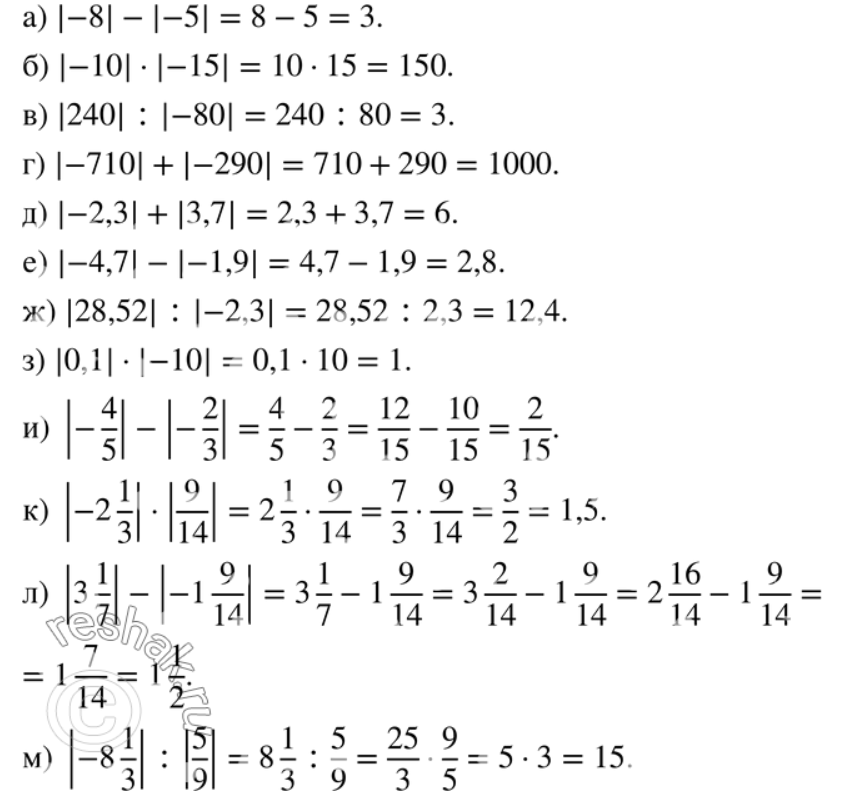 а) |−8| − |−5| = 8 − 5 = 3.
б) |−10| · |−15| = 10 · 15 = 150.
в) |240| : |−80| = 240 : 80 = 3.
г) |−710| + |−290| = 710 + 290 = 1000.
д) |−2,3| + |3,7| = 2,3 + 3,7 = 6.
е) |−4,7| − |−1,9| = 4,7 − 1,9 = 2,8.
ж) |28,52| : |−2,3| = 28,52 : 2,3 = 12,4.
з) |0,1| · |−10| = 0,1 · 10 = 1.
и) |−4/5| − |−2/3| = 4/5 − 2/3 = 12/15 − 10/15 = 2/15.
к) |−2 1/3| · |9/14| = 2 1/3 · 9/14 = 7/3 · 9/14 = 3/2 = 1,5.
л) |3 1/7| − |−1 9/14| = 3 1/7 − 1 9/14 = 3 2/14 − 1 9/14 = 2 16/14 − 1 9/14 =
= 1 7/14 = 1 1/2.
м) |−8 1/3| : |5/9| = 8 1/3 : 5/9 = 25/3 · 9/5 = 5 · 3 = 15.
reshak.ru
©